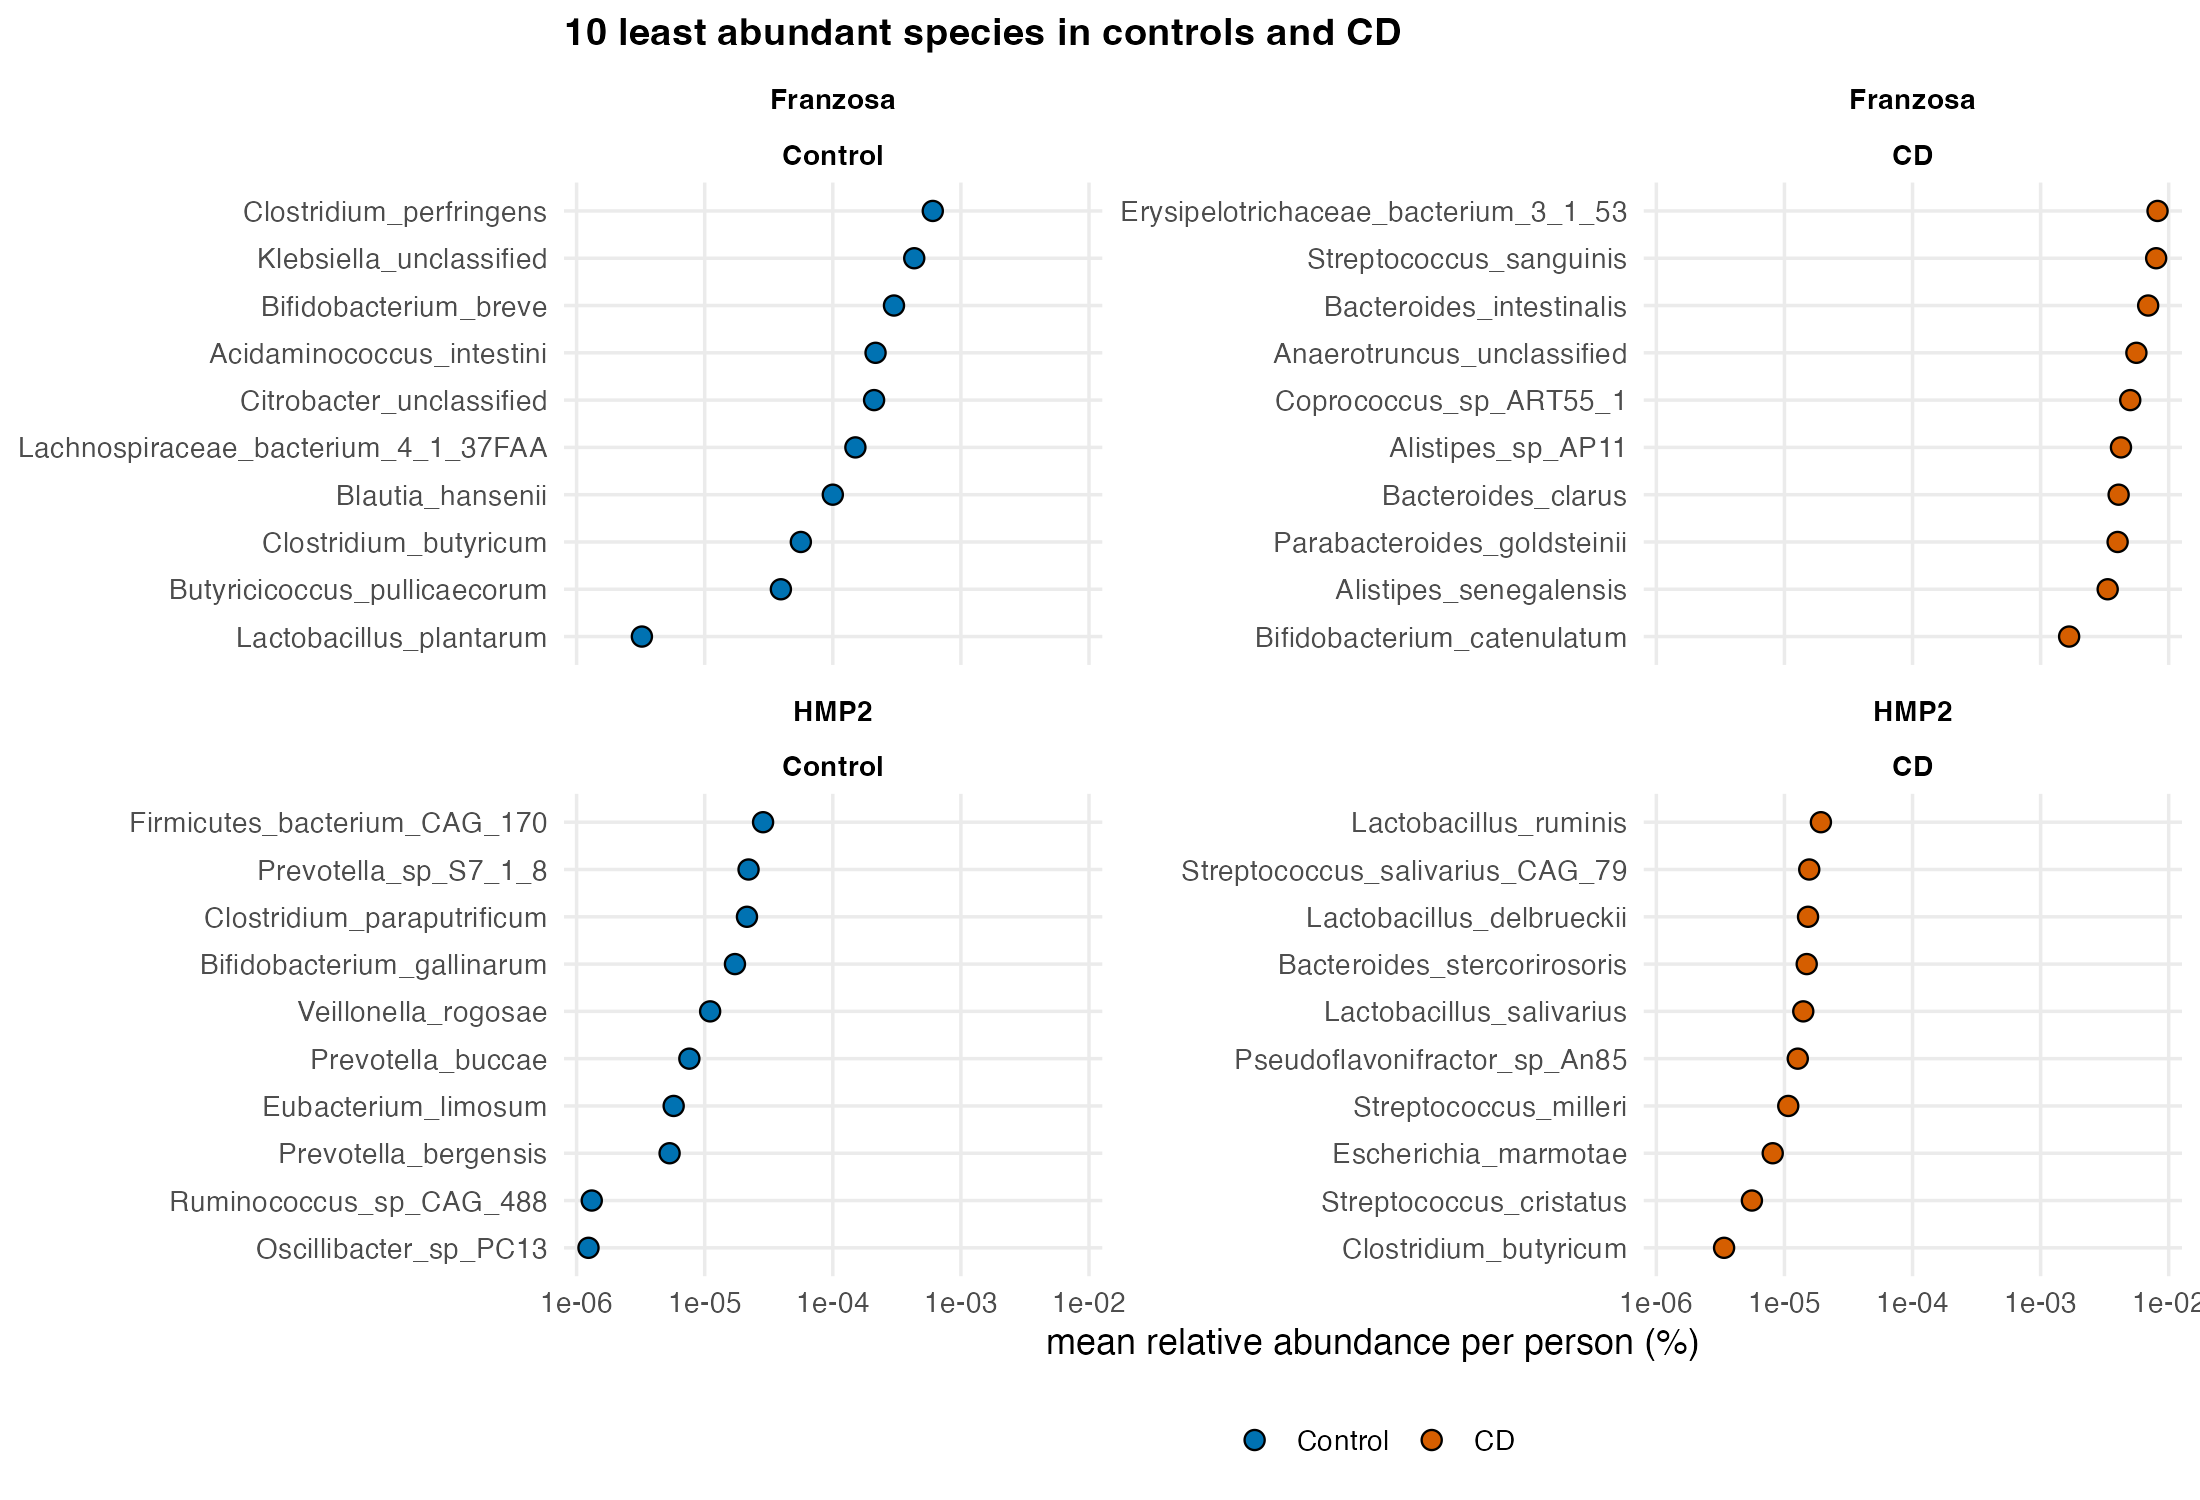 10 least abundant species in controls and CD
Franzosa
Control
Clostridium_perfringens
Klebsiella_unclassified
Bifidobacterium_breve
Acidaminococcus_intestini
Citrobacter_unclassified
Lachnospiraceae_bacterium_4_1_37FAA
Blautia_hansenii
Clostridium_butyricum
Butyricicoccus_pullicaecorum
Lactobacillus_plantarum
Franzosa
CD
Erysipelotrichaceae_bacterium_3_1_53
Streptococcus_sanguinis
Bacteroides_intestinalis
Anaerotruncus_unclassified
Coprococcus_sp_ART55_1
Alistipes_sp_AP11
Bacteroides_clarus
Parabacteroides_goldsteinii
Alistipes_senegalensis
Bifidobacterium_catenulatum
HMP2
Control
Firmicutes_bacterium_CAG_170
Prevotella_sp_S7_1_8
Clostridium_paraputrificum
Bifidobacterium_gallinarum
Veillonella_rogosae
Prevotella_buccae
Eubacterium_limosum
Prevotella_bergensis
Ruminococcus_sp_CAG_488
Oscillibacter_sp_PC13
1e-06 1e-05 1e-04 1e-03 1e-02
HMP2
CD
Lactobacillus_ruminis
Streptococcus_salivarius_CAG_79
Lactobacillus_delbrueckii
Bacteroides_stercorirosoris
Lactobacillus_salivarius
Pseudoflavonifractor_sp_An85
Streptococcus_milleri
Escherichia_marmotae
Streptococcus_cristatus
Clostridium_butyricum
1e-06 1e-05 1e-04 1e-03 1e-02
mean relative abundance per person (%)
Control CD